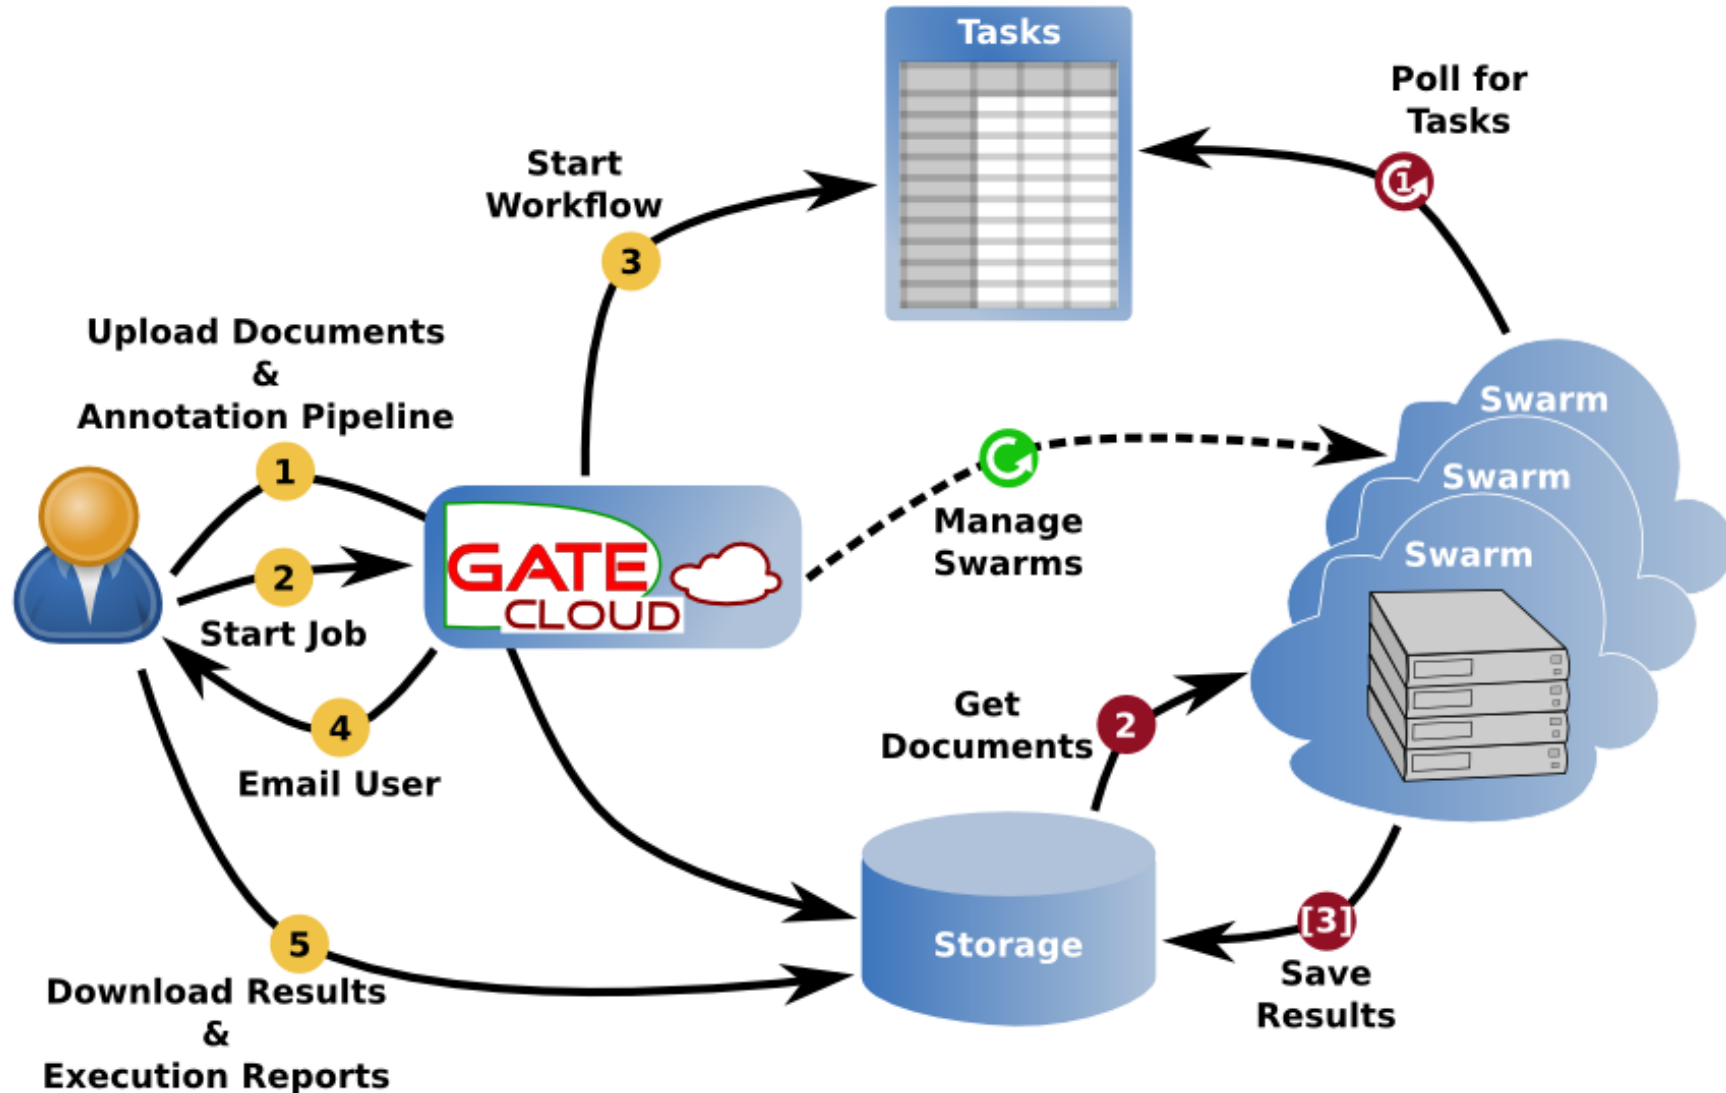 Tasks
Poll for
Tasks
1
Start
Workflow
3
Upload Documents
&
Annotation Pipeline
1
2
Start Job
GATE
CLOUD
4
Email User
Manage
Swarms
Swarm
Swarm
Swarm
Get
Documents
2
Storage
[3]
Save
Results
5
Download Results
&
Execution Reports